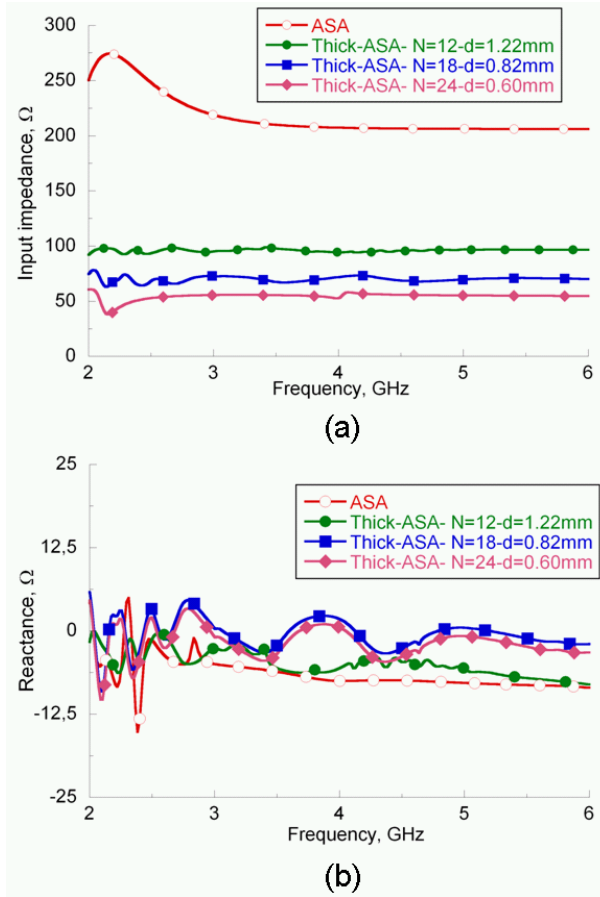 300
250
200
150
100
50
0
Input impedance, Ω
ASA
Thick-ASA- N=12-d=1.22mm
Thick-ASA- N=18-d=0.82mm
Thick-ASA- N=24-d=0.60mm
2 3 4 5 6
Frequency, GHz
(a)
25
12,5
0
-12,5
-25
Reactance, Ω
ASA
Thick-ASA- N=12-d=1.22mm
Thick-ASA- N=18-d=0.82mm
Thick-ASA- N=24-d=0.60mm
2 3 4 5 6
Frequency, GHz
(b)